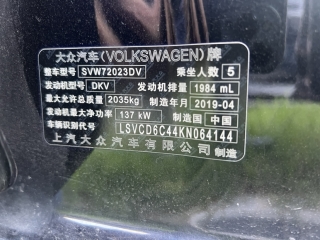 大众汽车(VOLKSWAGEN)牌
整车型号 SVW72023DV 乘坐人数 5
发动机型号 DKV 发动机排量 1984 mL
最大允许总质量 2035kg 制造年月 2019-04
发动机最大净功率 137 kW 制造国 中国
车辆识别代号 LSVCD6C44KN064144
上汽大众汽车有限公司 制造